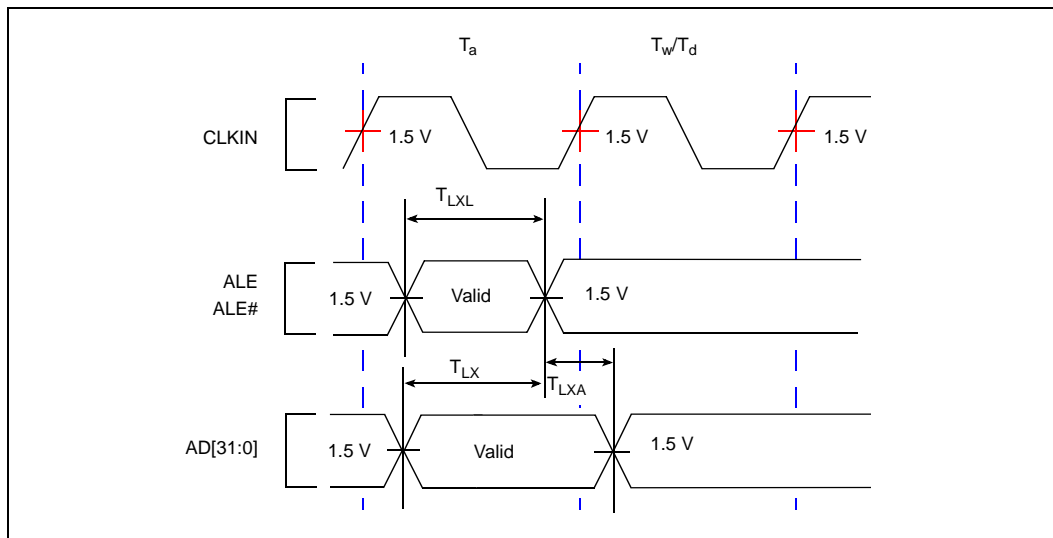 Ta Tw/Td
CLKIN 1.5 V 1.5 V 1.5 V
TLXL
ALE
ALE# 1.5 V Valid 1.5 V
TLX TLXA
AD[31:0] 1.5 V Valid 1.5 V